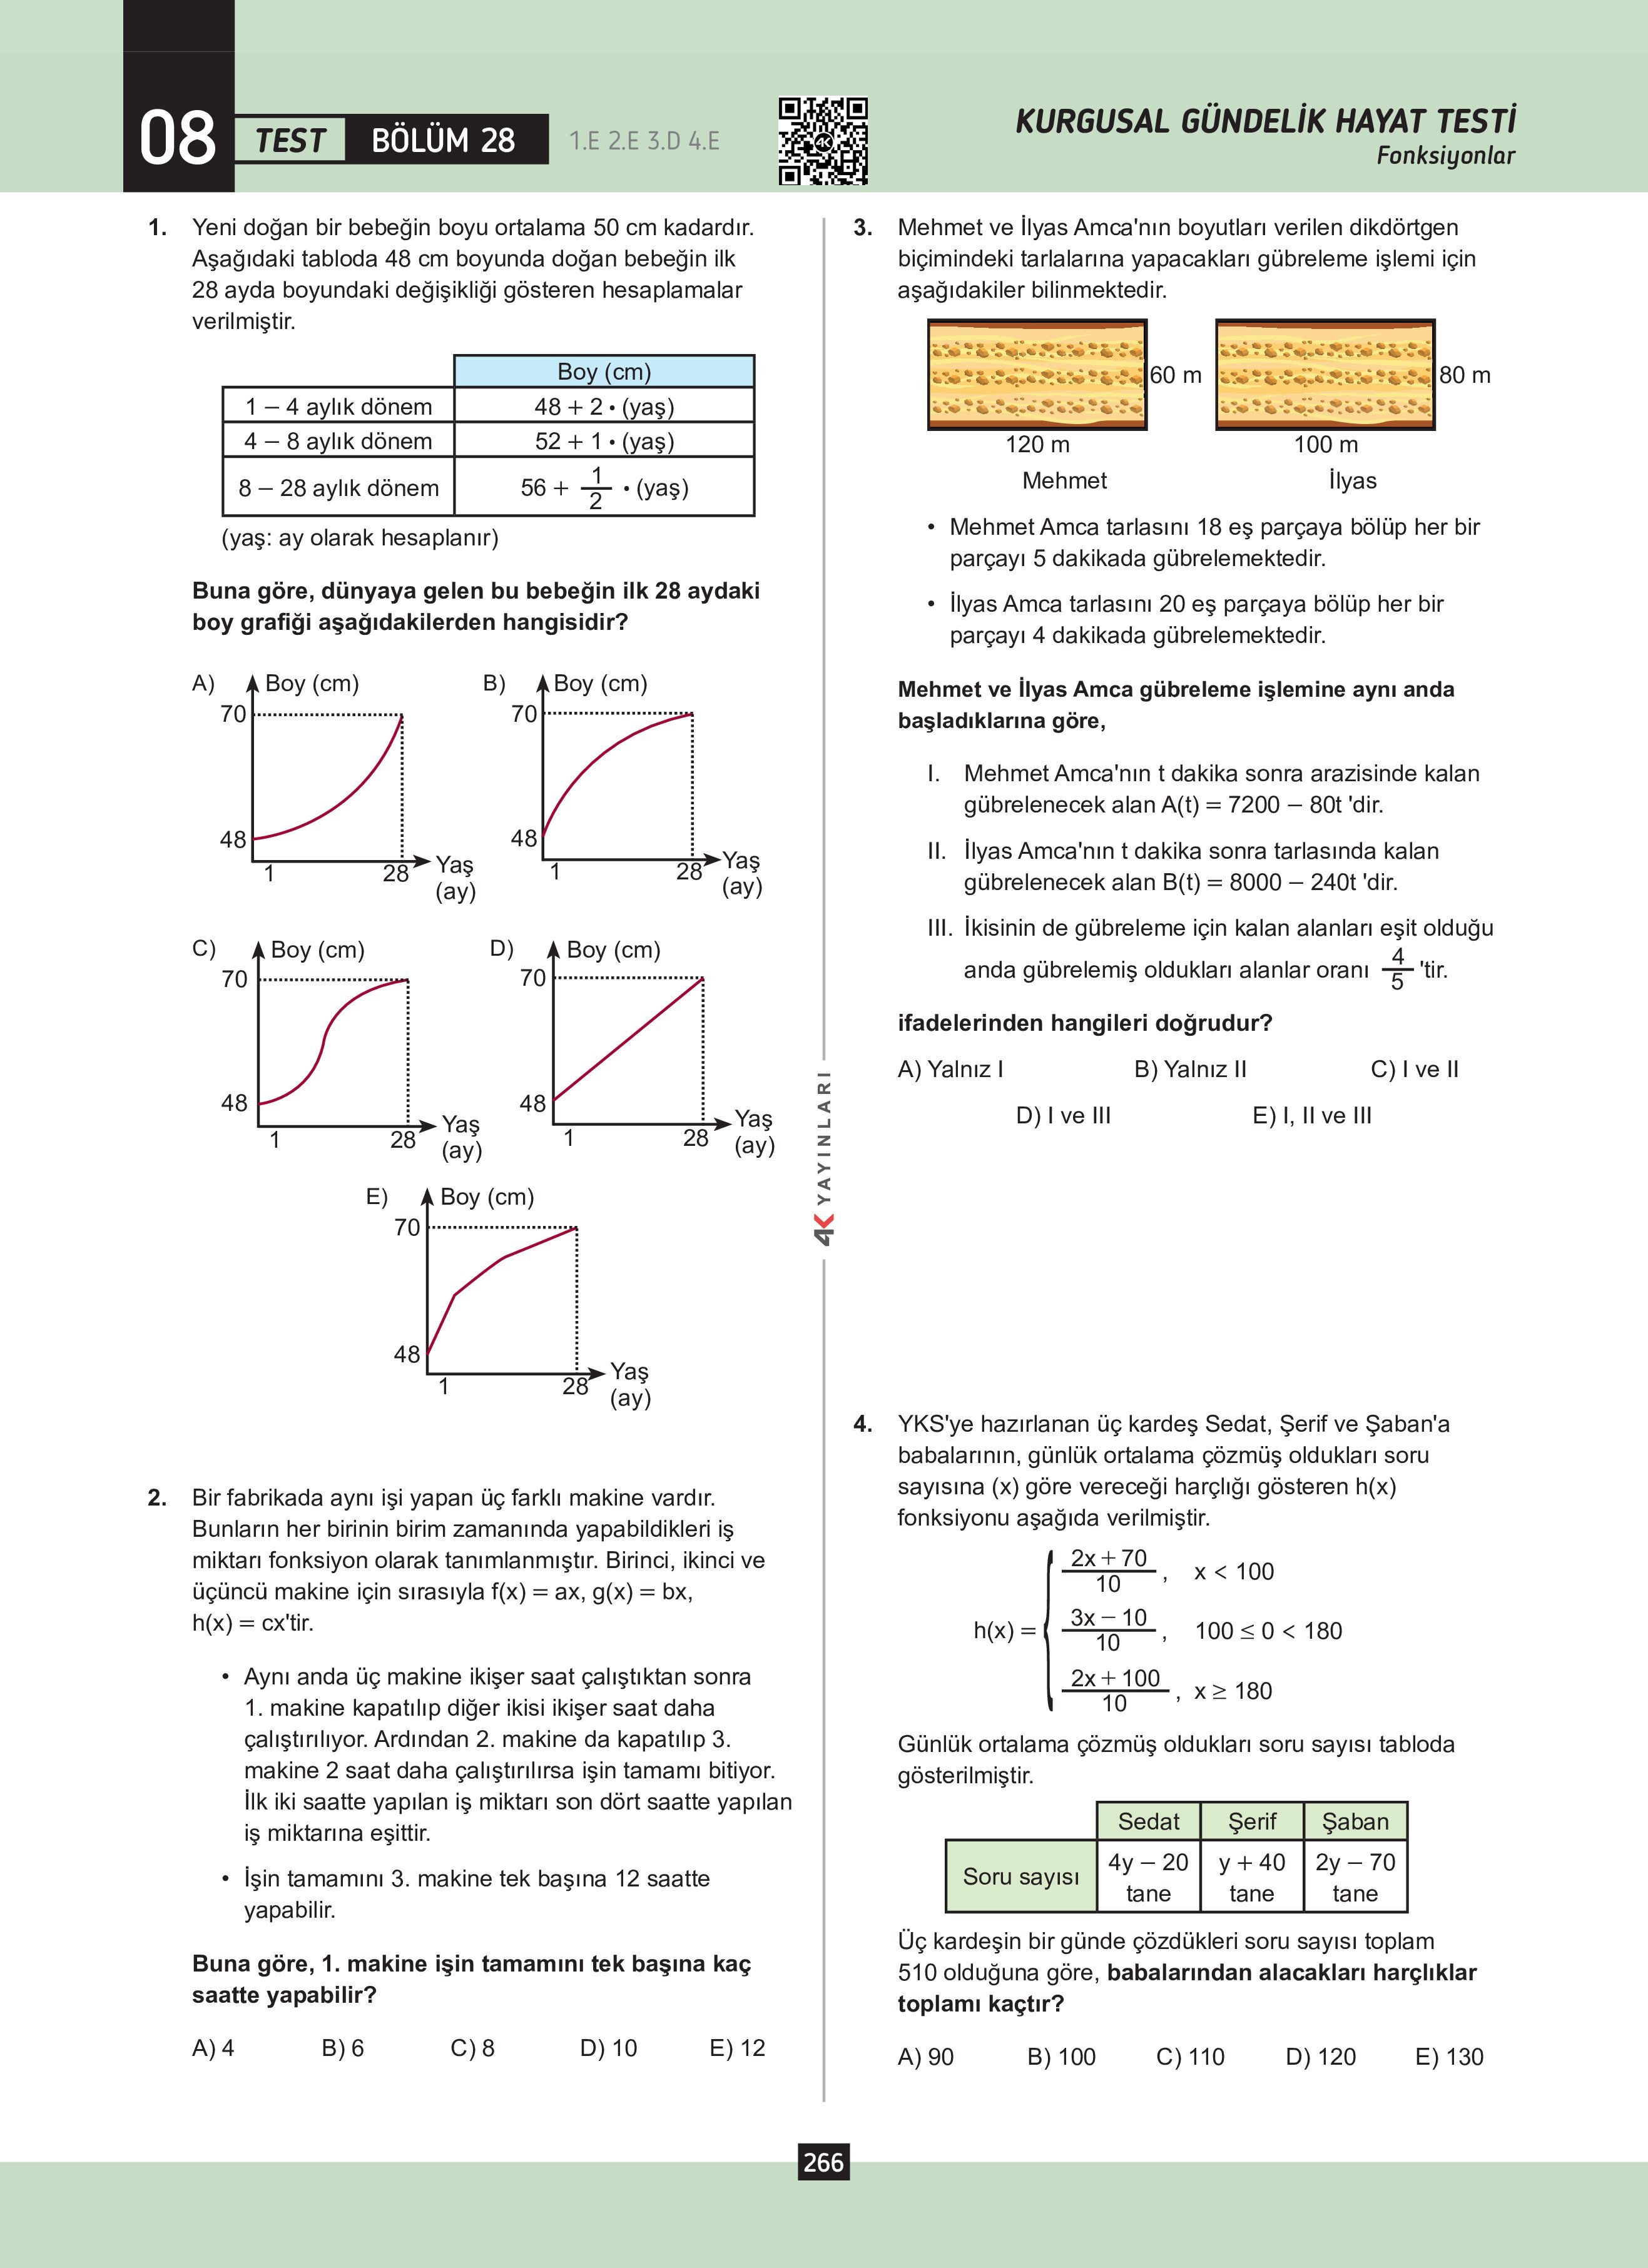 08
TEST
BÖLÜM 28
1.E 2.E 3.D 4.E
4K
KURGUSAL GÜNDELİK HAYAT TESTİ
Fonksiyonlar
1. Yeni doğan bir bebeğin boyu ortalama 50 cm kadardır.
Aşağıdaki tabloda 48 cm boyunda doğan bebeğin ilk
28 ayda boyundaki değişikliği gösteren hesaplamalar
verilmiştir.
Boy (cm)
1 – 4 aylık dönem 48 + 2 • (yaş)
4 – 8 aylık dönem 52 + 1 • (yaş)
8 – 28 aylık dönem 56 + 1/2 • (yaş)
(yaş: ay olarak hesaplanır)
Buna göre, dünyaya gelen bu bebeğin ilk 28 aydaki
boy grafiği aşağıdakilerden hangisidir?
A) Boy (cm)
70
48
1 28 Yaş
(ay)
B) Boy (cm)
70
48
1 28 Yaş
(ay)
C) Boy (cm)
70
48
1 28 Yaş
(ay)
D) Boy (cm)
70
48
1 28 Yaş
(ay)
E) Boy (cm)
70
48
1 28 Yaş
(ay)
2. Bir fabrikada aynı işi yapan üç farklı makine vardır.
Bunların her birinin birim zamanında yapabildikleri iş
miktarı fonksiyon olarak tanımlanmıştır. Birinci, ikinci ve
üçüncü makine için sırasıyla f(x) = ax, g(x) = bx,
h(x) = cx'tir.
• Aynı anda üç makine ikişer saat çalıştıktan sonra
1. makine kapatılıp diğer ikisi ikişer saat daha
çalıştırılıyor. Ardından 2. makine da kapatılıp 3.
makine 2 saat daha çalıştırılırsa işin tamamı bitiyor.
İlk iki saatte yapılan iş miktarı son dört saatte yapılan
iş miktarına eşittir.
• İşin tamamını 3. makine tek başına 12 saatte
yapabilir.
Buna göre, 1. makine işin tamamını tek başına kaç
saatte yapabilir?
A) 4 B) 6 C) 8 D) 10 E) 12
4K YAYINLARI
3. Mehmet ve İlyas Amca'nın boyutları verilen dikdörtgen
biçimindeki tarlalarına yapacakları gübreleme işlemi için
aşağıdakiler bilinmektedir.
60 m 80 m
120 m 100 m
Mehmet İlyas
• Mehmet Amca tarlasını 18 eş parçaya bölüp her bir
parçayı 5 dakikada gübrelemektedir.
• İlyas Amca tarlasını 20 eş parçaya bölüp her bir
parçayı 4 dakikada gübrelemektedir.
Mehmet ve İlyas Amca gübreleme işlemine aynı anda
başladıklarına göre,
I. Mehmet Amca'nın t dakika sonra arazisinde kalan
gübrelenecek alan A(t) = 7200 – 80t 'dir.
II. İlyas Amca'nın t dakika sonra tarlasında kalan
gübrelenecek alan B(t) = 8000 – 240t 'dir.
III. İkisinin de gübreleme için kalan alanları eşit olduğu
anda gübrelemiş oldukları alanlar oranı 4/5 'tir.
ifadelerinden hangileri doğrudur?
A) Yalnız I B) Yalnız II C) I ve II
D) I ve III E) I, II ve III
4. YKS'ye hazırlanan üç kardeş Sedat, Şerif ve Şaban'a
babalarının, günlük ortalama çözmüş oldukları soru
sayısına (x) göre vereceği harçlığı gösteren h(x)
fonksiyonu aşağıda verilmiştir.
h(x) = { (2x + 70)/10 , x < 100
(3x – 10)/10 , 100 ≤ 0 < 180
(2x + 100)/10 , x ≥ 180
Günlük ortalama çözmüş oldukları soru sayısı tabloda
gösterilmiştir.
Sedat Şerif Şaban
Soru sayısı 4y – 20 tane y + 40 tane 2y – 70 tane
Üç kardeşin bir günde çözdükleri soru sayısı toplam
510 olduğuna göre, babalarından alacakları harçlıklar
toplamı kaçtır?
A) 90 B) 100 C) 110 D) 120 E) 130
266